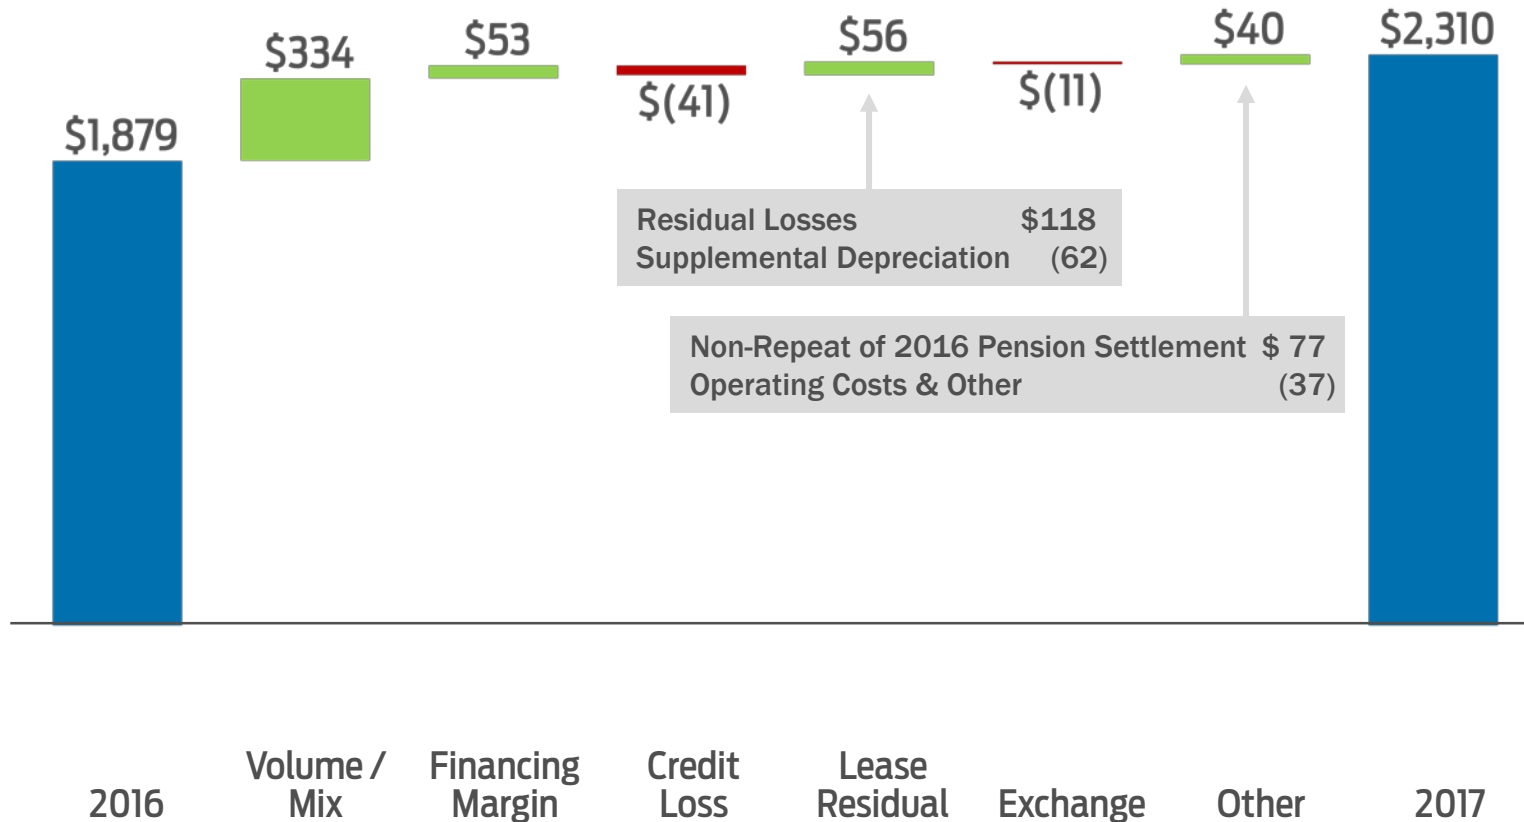 $1,879
$334
$53
$(41)
$56
$(11)
$40
$2,310
Residual Losses $118
Supplemental Depreciation (62)
Non-Repeat of 2016 Pension Settlement $ 77
Operating Costs & Other (37)
2016
Volume /
Mix
Financing
Margin
Credit
Loss
Lease
Residual
Exchange
Other
2017